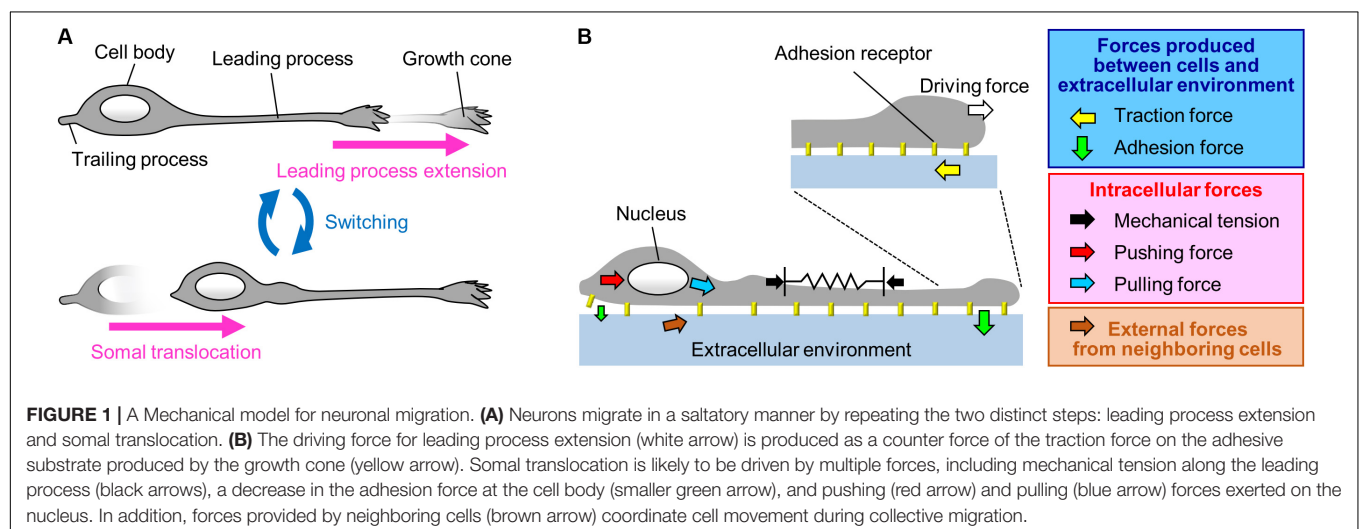 A
Cell body
Leading process
Growth cone
Trailing process
Leading process extension
Switching
Somal translocation
B
Adhesion receptor
Driving force
Nucleus
Extracellular environment
Forces produced
between cells and
extracellular environment
Traction force
Adhesion force
Intracellular forces
Mechanical tension
Pushing force
Pulling force
External forces
from neighboring cells
FIGURE 1 | A Mechanical model for neuronal migration. (A) Neurons migrate in a saltatory manner by repeating the two distinct steps: leading process extension
and somal translocation. (B) The driving force for leading process extension (white arrow) is produced as a counter force of the traction force on the adhesive
substrate produced by the growth cone (yellow arrow). Somal translocation is likely to be driven by multiple forces, including mechanical tension along the leading
process (black arrows), a decrease in the adhesion force at the cell body (smaller green arrow), and pushing (red arrow) and pulling (blue arrow) forces exerted on the
nucleus. In addition, forces provided by neighboring cells (brown arrow) coordinate cell movement during collective migration.